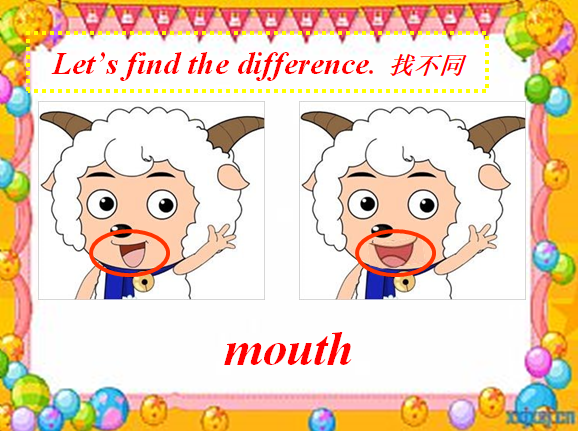 Let's find the difference. 找不同
mouth